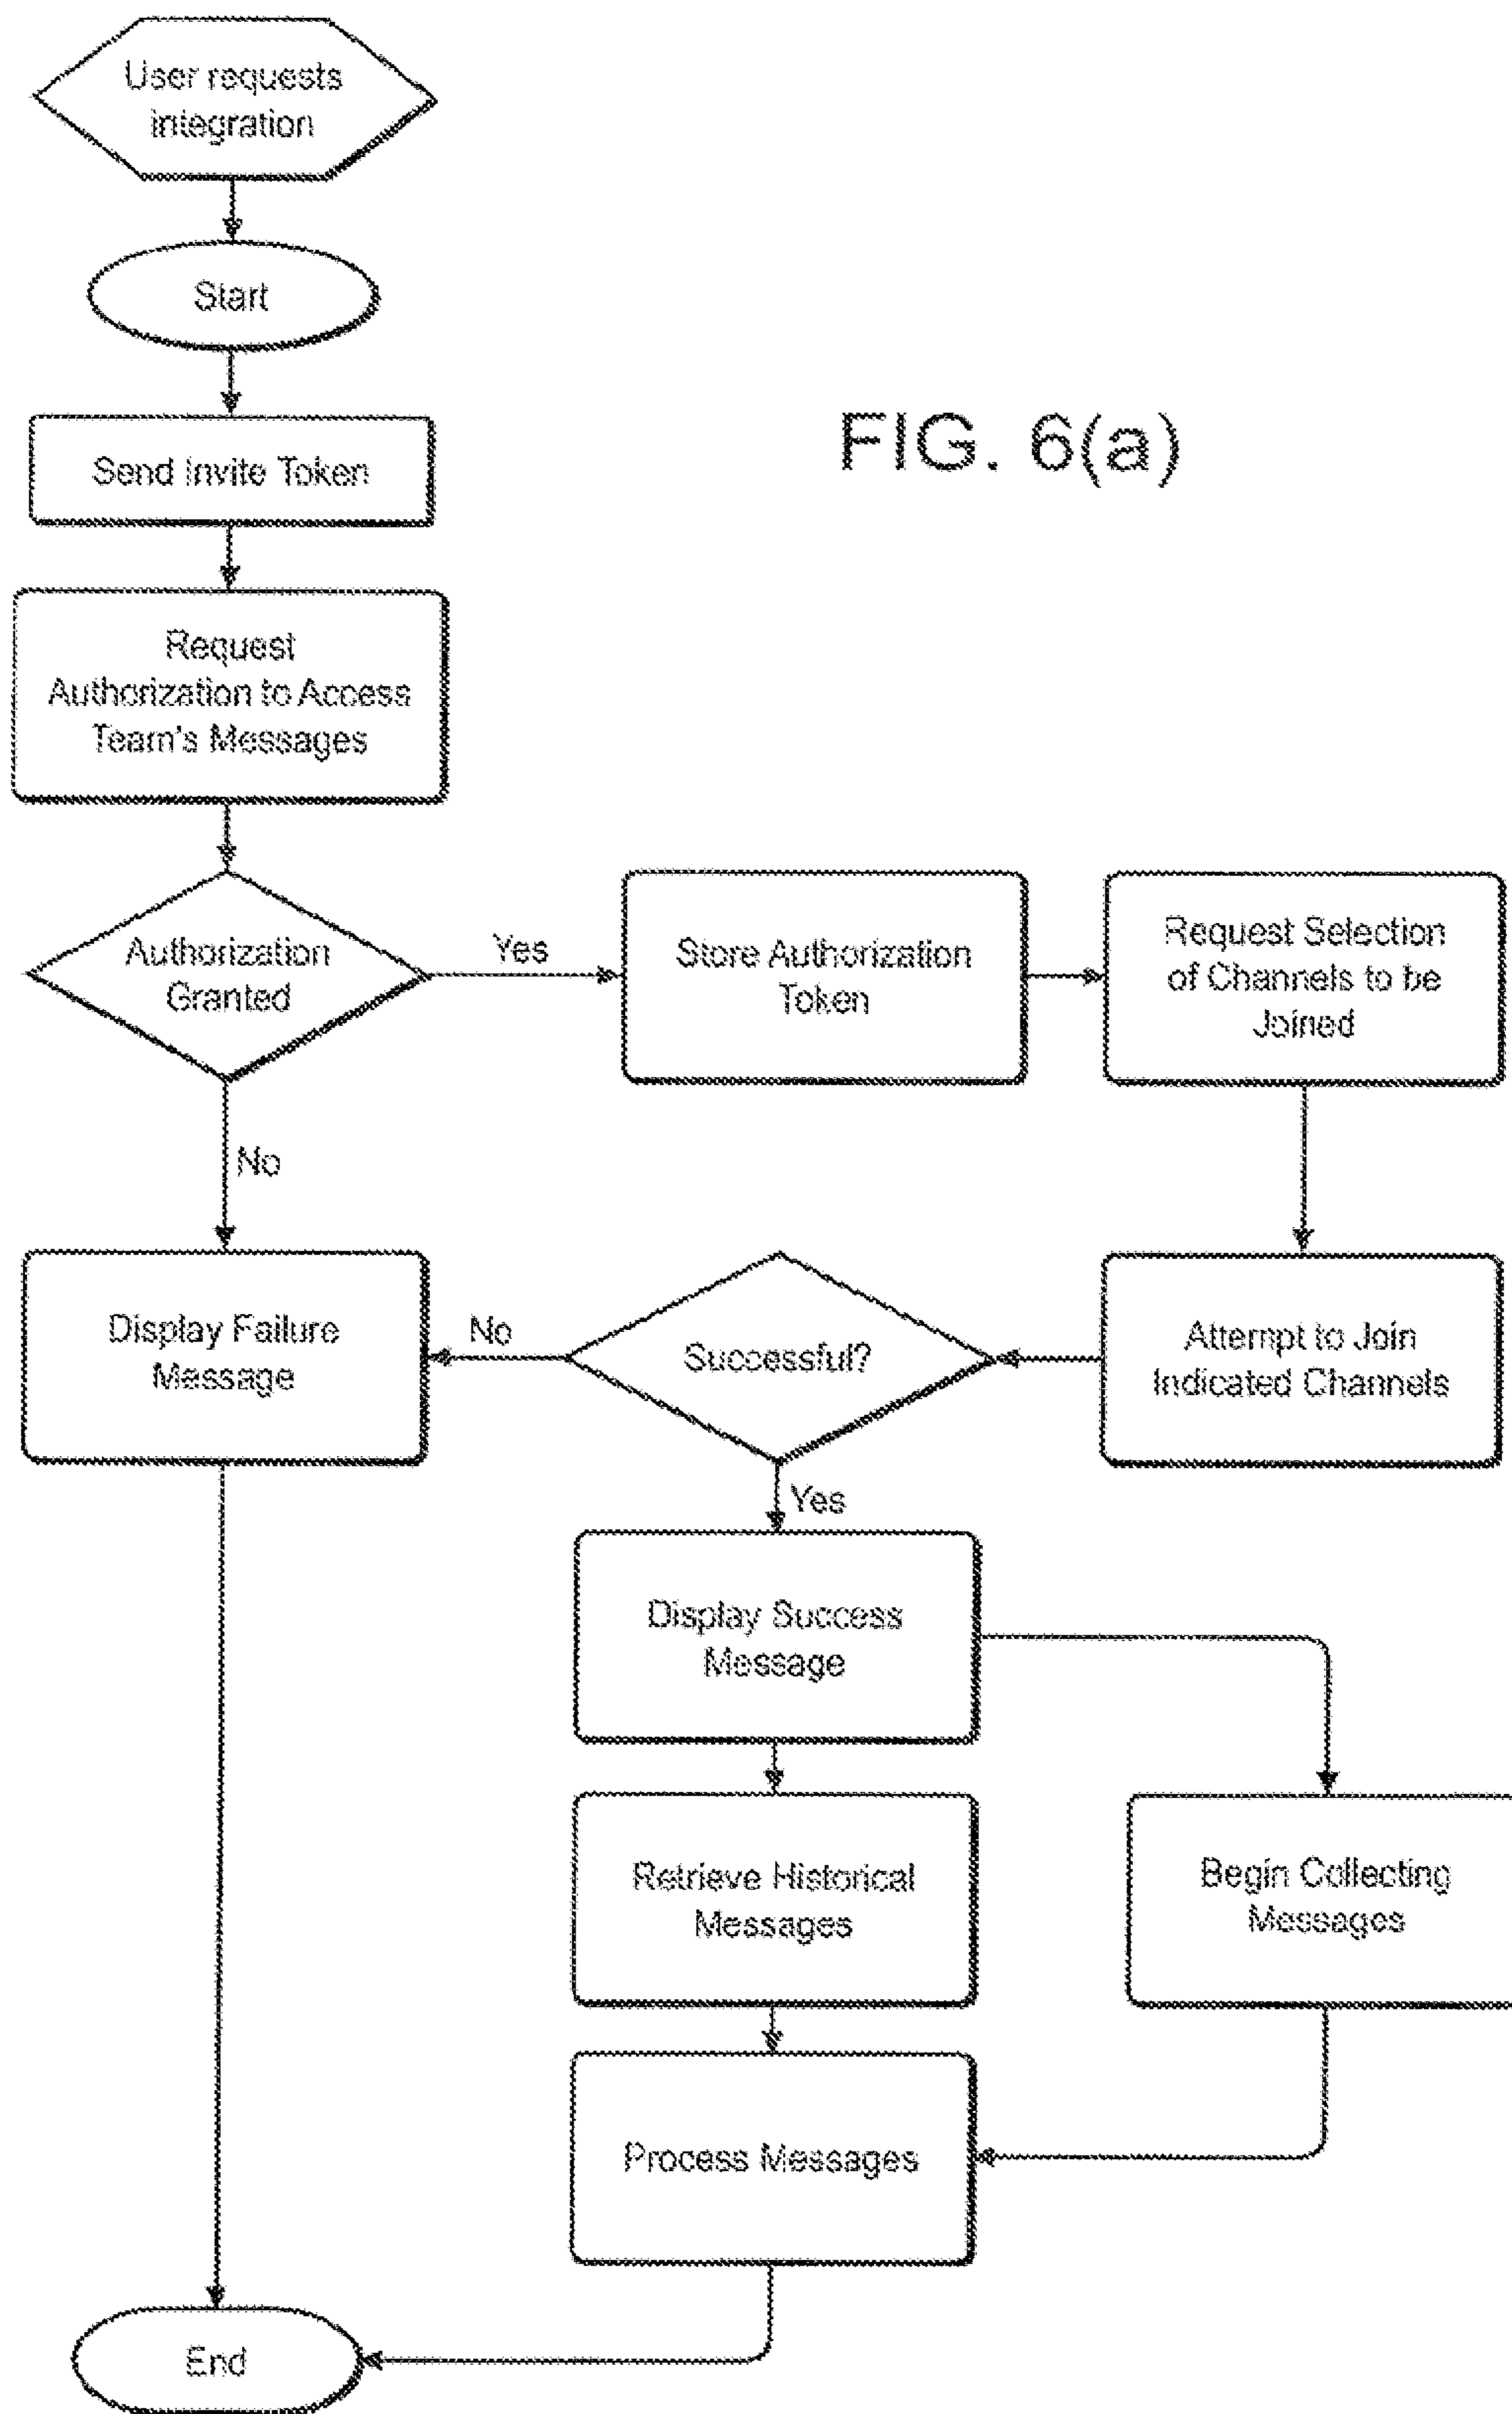 User requests
integration
Start
FIG. 6(a)
Send Invite Token
Request
Authorization to Access
Team's Messages
Authorization
Granted
Yes
Store Authorization
Token
Request Selection
of Channels to be
Joined
No
Display Failure
Message
No
Successful?
Attempt to Join
Indicated Channels
Yes
Display Success
Message
Retrieve Historical
Messages
Begin Collecting
Messages
Process Messages
End